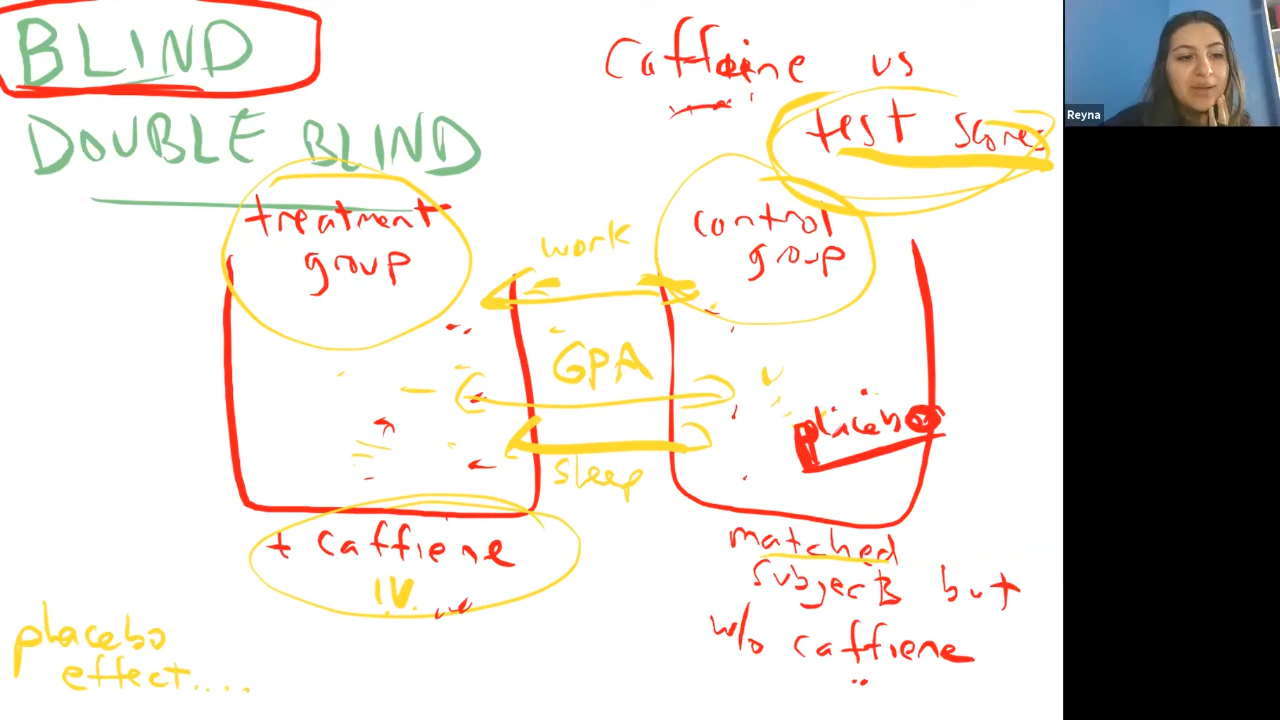 BLIND
DOUBLE BLIND
Caffeine vs
test scores
treatment
group
control
group
work
GPA
sleep
placebo
+ caffiene
I.V.
matched
subjects but
w/o caffiene
placebo
effect....
Reyna